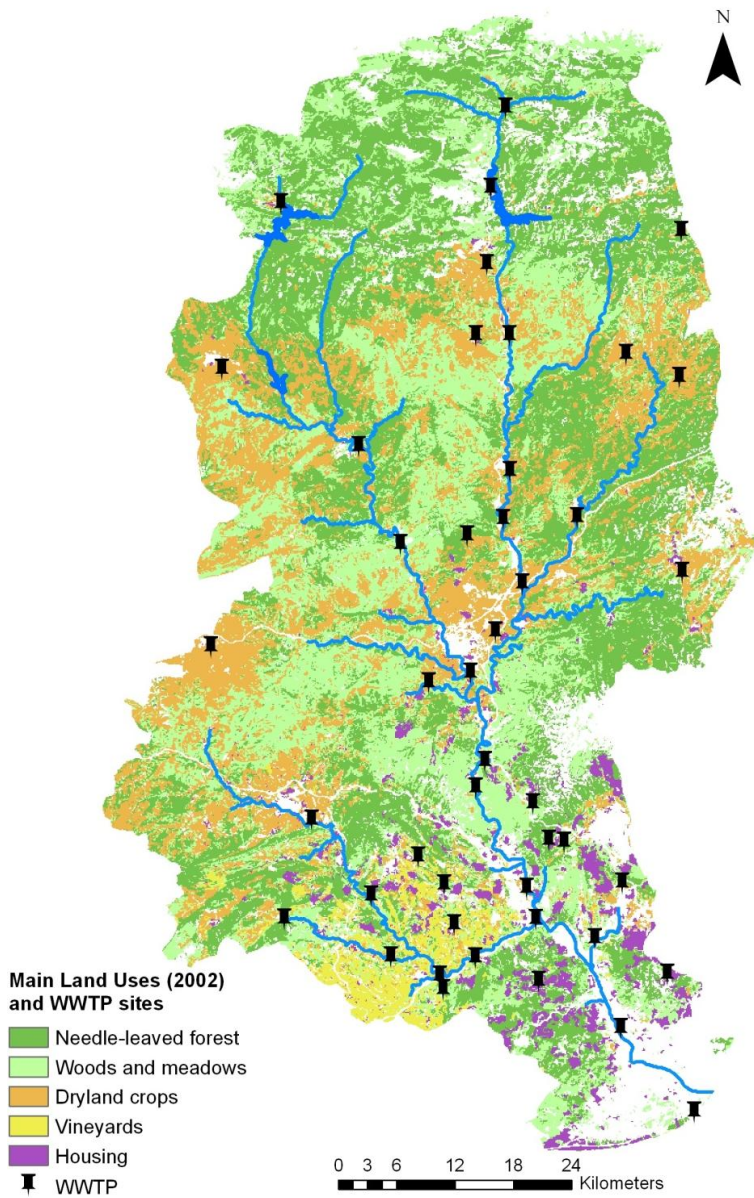 N
Main Land Uses (2002)
and WWTP sites
Needle-leaved forest
Woods and meadows
Dryland crops
Vineyards
Housing
WWTP
0 3 6 12 18 24
Kilometers